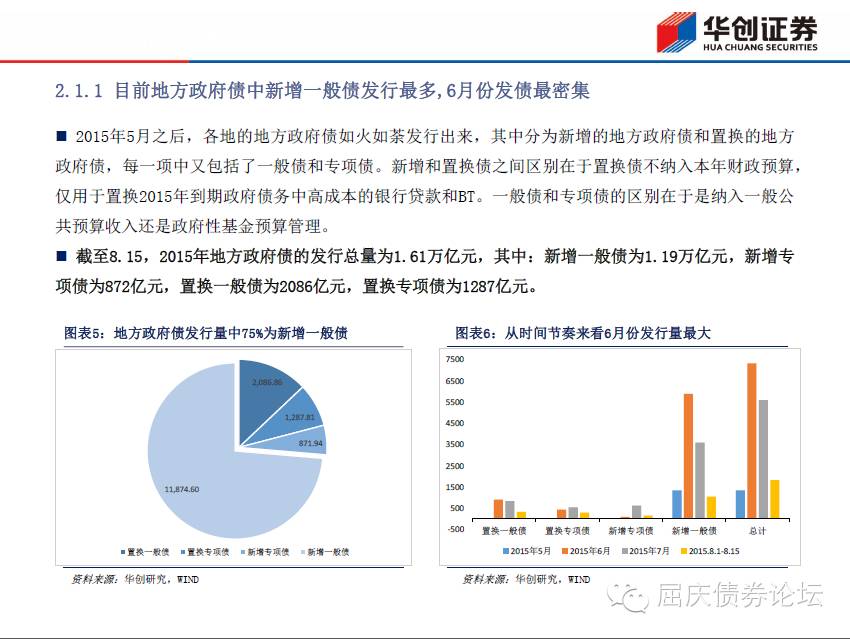 华创证券
HUA CHUANG SECURITIES
2.1.1 目前地方政府债中新增一般债发行最多,6月份发债最密集
■ 2015年5月之后，各地的地方政府债如火如荼发行出来，其中分为新增的地方政府债和置换的地方
政府债，每一项中又包括了一般债和专项债。新增和置换债之间区别在于置换债不纳入本年财政预算，
仅用于置换2015年到期政府债务中高成本的银行贷款和BT。一般债和专项债的区别在于是纳入一般公
共预算收入还是政府性基金预算管理。
■ 截至8.15，2015年地方政府债的发行总量为1.61万亿元，其中：新增一般债为1.19万亿元，新增专
项债为872亿元，置换一般债为2086亿元，置换专项债为1287亿元。
图表5：地方政府债发行量中75%为新增一般债
2,086.86
1,287.81
871.94
11,874.60
■置换一般债 ■置换专项债 ■新增专项债 ■新增一般债
资料来源：华创研究，WIND
图表6：从时间节奏来看6月份发行量最大
7500
6500
5500
4500
3500
2500
1500
500
-500
置换一般债 置换专项债 新增专项债 新增一般债 总计
■2015年5月 ■2015年6月 ■2015年7月 ■2015.8.1-8.15
资料来源：华创研究，WIND
屈庆债券论坛